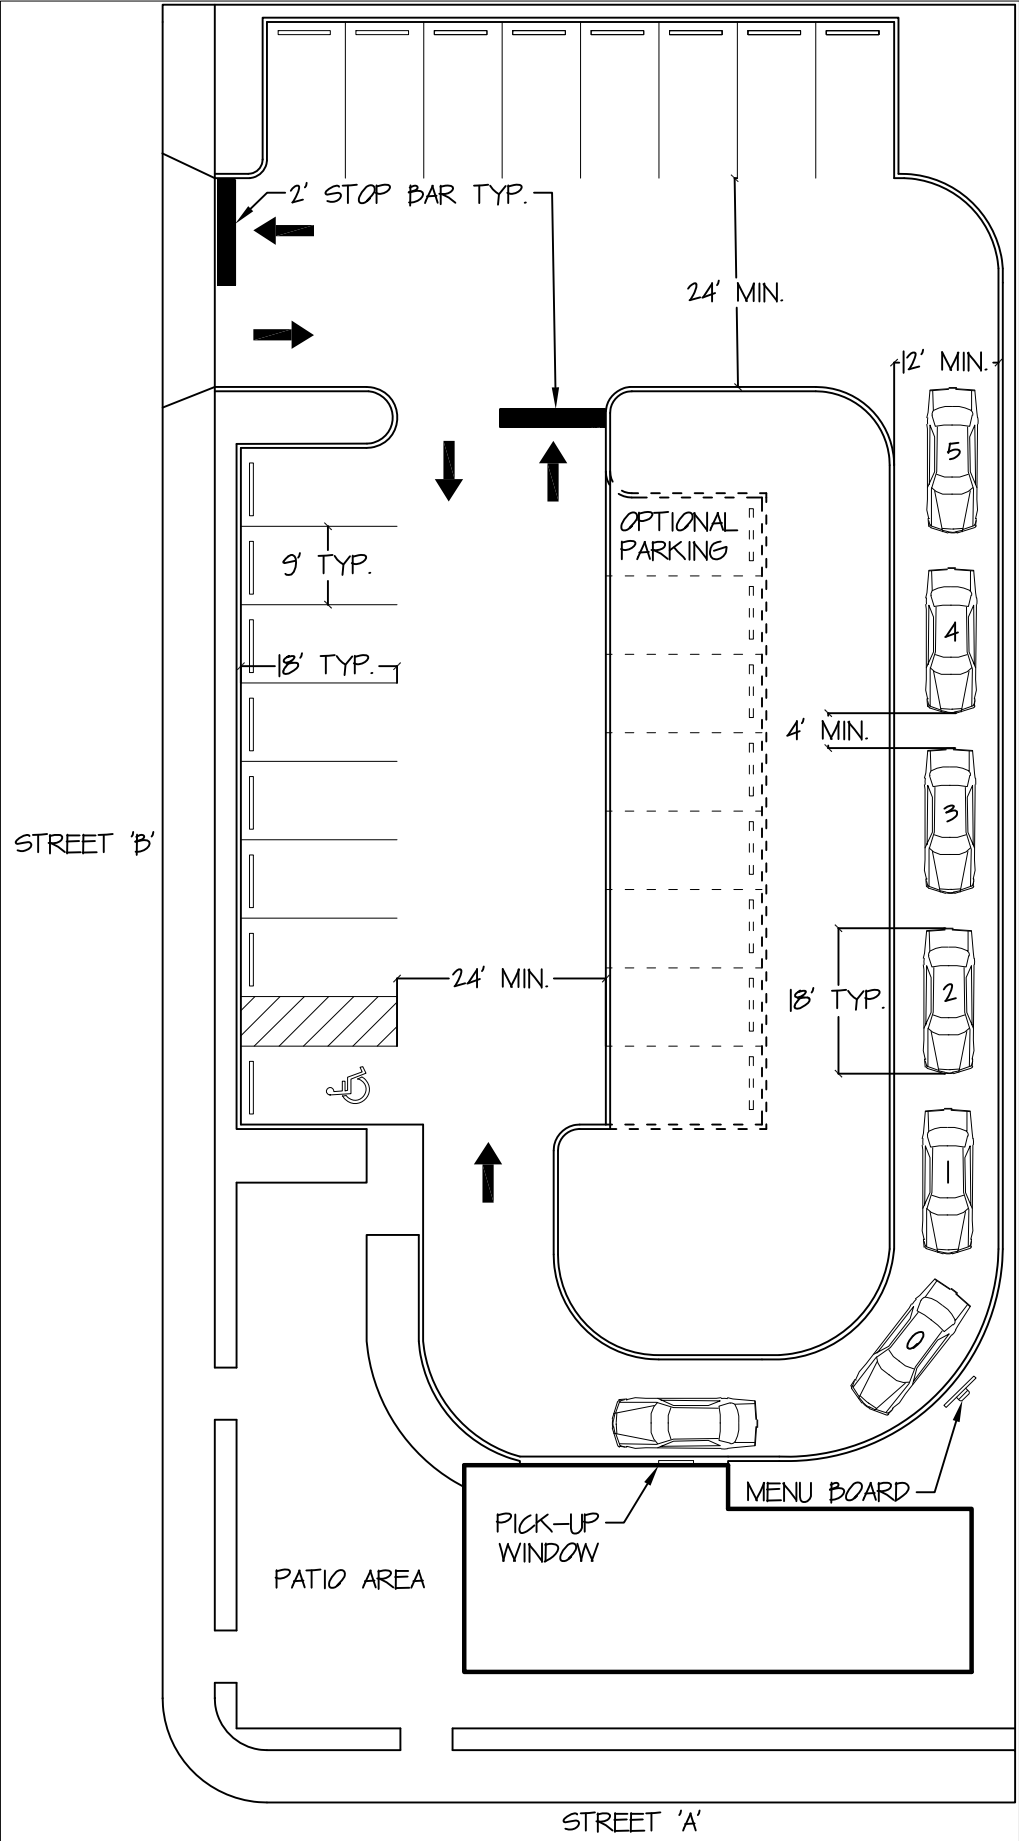 2' STOP BAR TYP.
24' MIN.
12' MIN.
5
OPTIONAL
PARKING
9' TYP.
4
18' TYP.
4' MIN.
3
STREET 'B'
24' MIN.
18' TYP.
2
1
0
MENU BOARD
PICK-UP
WINDOW
PATIO AREA
STREET 'A'